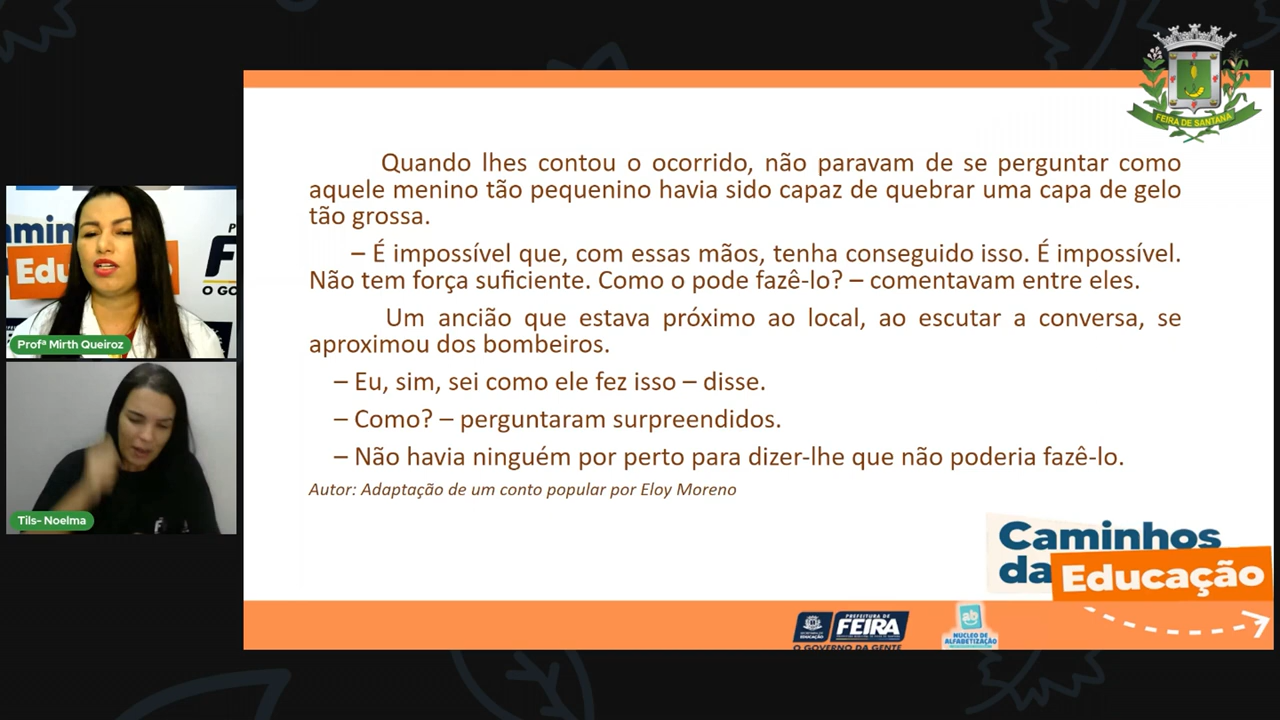 FEIRA DE SANTANA
Quando lhes contou o ocorrido, não paravam de se perguntar como
aquele menino tão pequenino havia sido capaz de quebrar uma capa de gelo
tão grossa.
– É impossível que, com essas mãos, tenha conseguido isso. É impossível.
Não tem força suficiente. Como o pode fazê-lo? – comentavam entre eles.
Um ancião que estava próximo ao local, ao escutar a conversa, se
aproximou dos bombeiros.
– Eu, sim, sei como ele fez isso – disse.
– Como? – perguntaram surpreendidos.
– Não havia ninguém por perto para dizer-lhe que não poderia fazê-lo.
Autor: Adaptação de um conto popular por Eloy Moreno
Profª Mirth Queiroz
Tils- Noelma
Caminhos
da Educação
PREFEITURA DE
FEIRA
O GOVERNO DA GENTE
ab
NÚCLEO DE
ALFABETIZAÇÃO